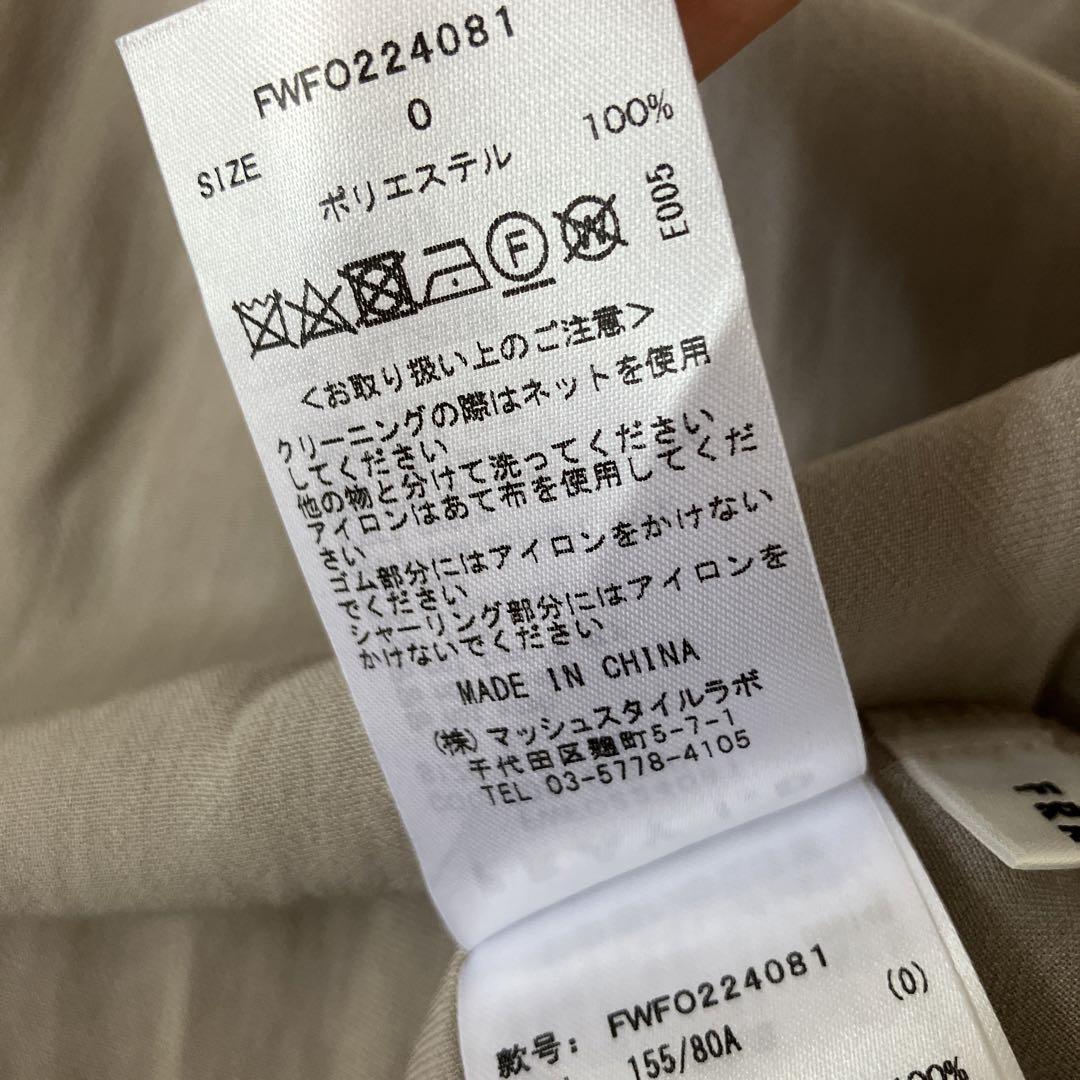 FWFO224081
SIZE 0
ポリエステル 100%
F W E005
<お取り扱い上のご注意>
クリーニングの際はネットを使用
してください
他の物と分けて洗ってください
アイロンはあて布を使用してくだ
さい
ゴム部分にはアイロンをかけない
でください
シャーリング部分にはアイロンを
かけないでください
MADE IN CHINA
(株)マッシュスタイルラボ
千代田区麹町5-7-1
TEL 03-5778-4105
款号: FWFO224081 (0)
155/80A
100%